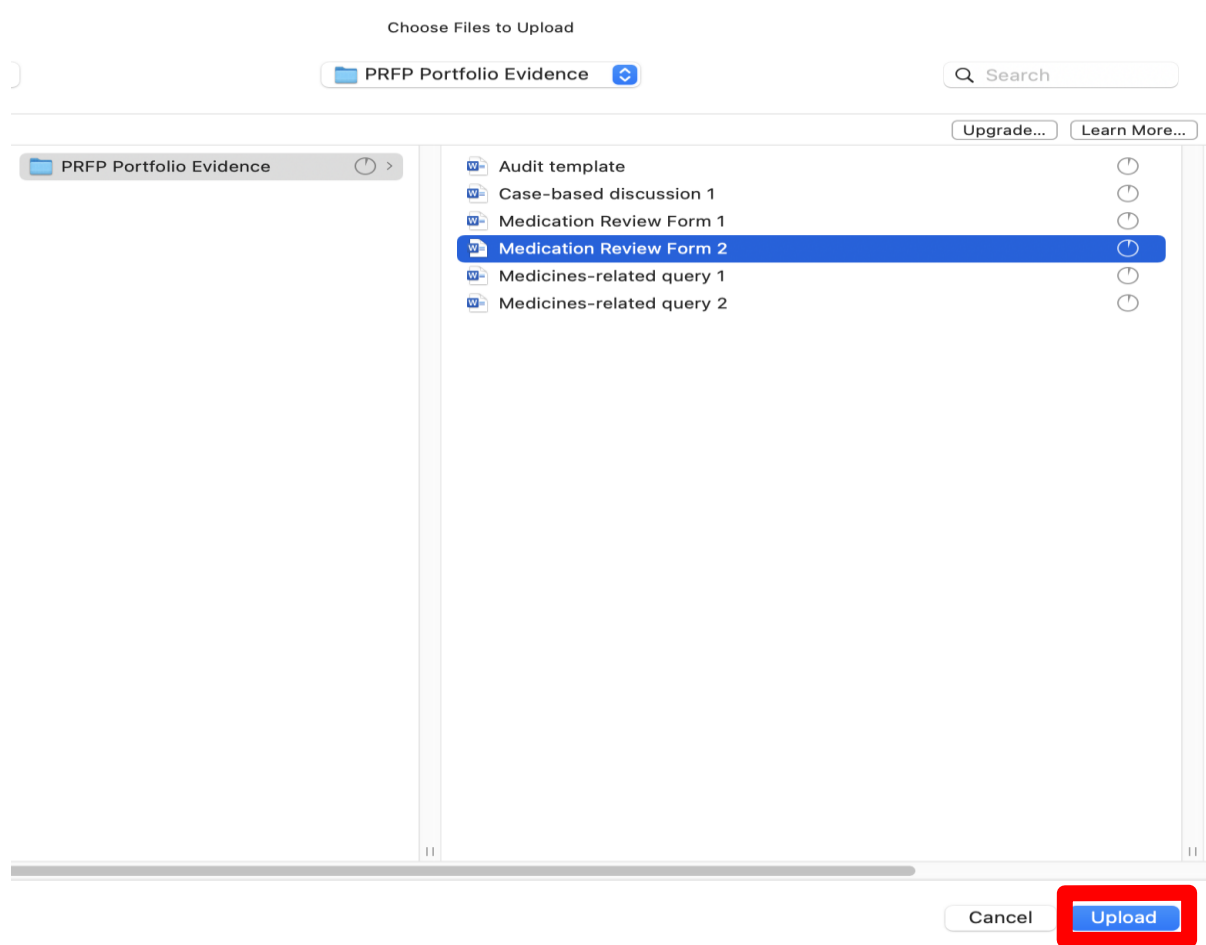 Choose Files to Upload
PRFP Portfolio Evidence
Search
Upgrade...
Learn More...
PRFP Portfolio Evidence
Audit template
Case-based discussion 1
Medication Review Form 1
Medication Review Form 2
Medicines-related query 1
Medicines-related query 2
Cancel
Upload